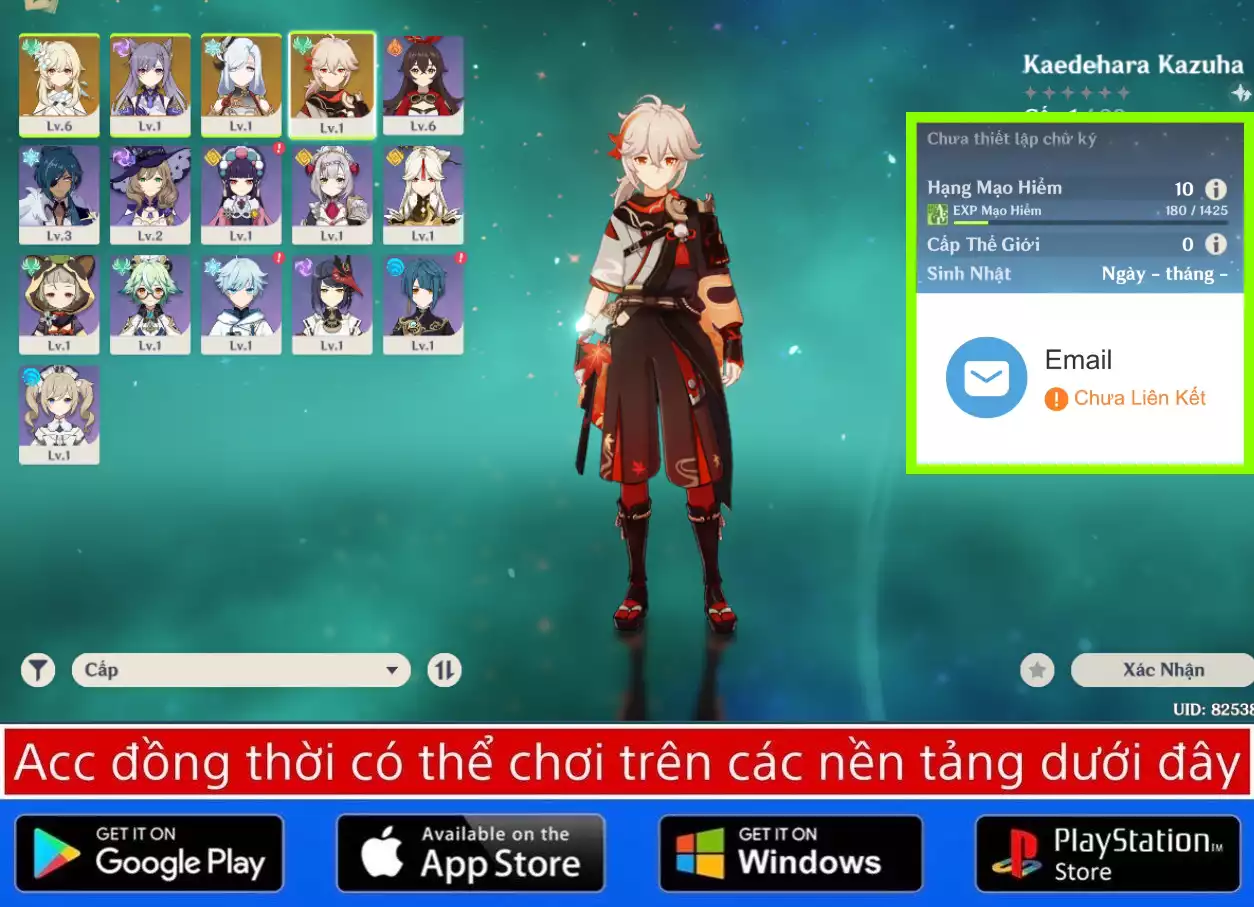 Lv.6
Lv.1
Lv.1
Lv.1
Lv.6
Lv.3
Lv.2
Lv.1
Lv.1
Lv.1
Lv.1
Lv.1
Lv.1
Lv.1
Lv.1
Lv.1
Kaedehara Kazuha
Chưa thiết lập chữ ký
Hạng Mạo Hiểm 10
EXP Mạo Hiểm 180 / 1425
Cấp Thế Giới 0
Sinh Nhật Ngày - tháng -
Email
Chưa Liên Kết
Cấp
Xác Nhận
UID: 82538
Acc đồng thời có thể chơi trên các nền tảng dưới đây
GET IT ON
Google Play
Available on the
App Store
GET IT ON
Windows
PlayStation™
Store